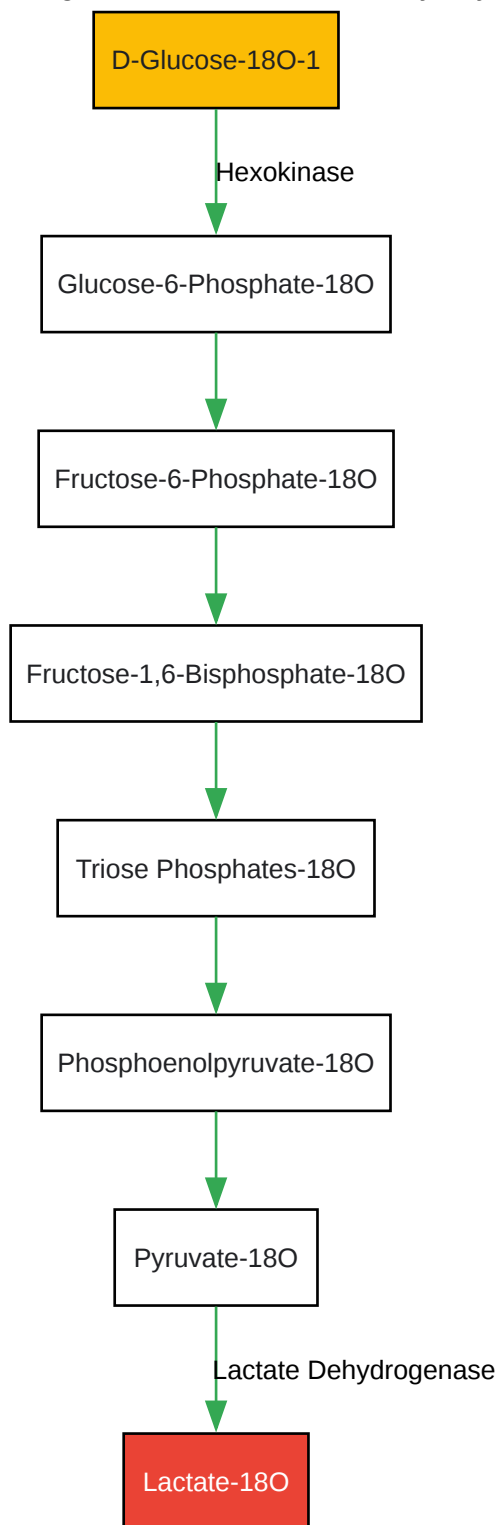 D-Glucose-18O-1
Hexokinase
Glucose-6-Phosphate-18O
Fructose-6-Phosphate-18O
Fructose-1,6-Bisphosphate-18O
Triose Phosphates-18O
Phosphoenolpyruvate-18O
Pyruvate-18O
Lactate Dehydrogenase
Lactate-18O